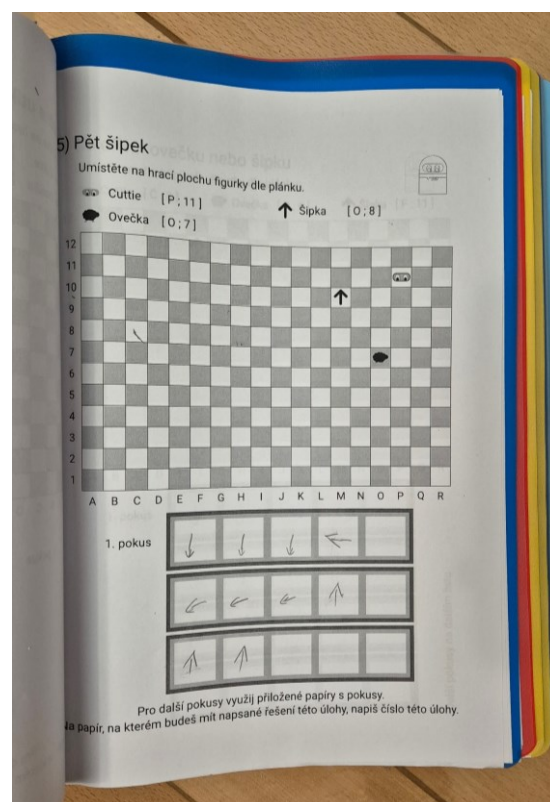 5) Pět šipek
Umístěte na hrací plochu figurky dle plánku.
Cuttie [P;11]
Šipka [O;8]
Ovečka [O;7]
12
11
10
9
8
7
6
5
4
3
2
1
A B C D E F G H I J K L M N O P Q R
1. pokus
Pro další pokusy využij přiložené papíry s pokusy.
Na papír, na kterém budeš mít napsané řešení této úlohy, napiš číslo této úlohy.